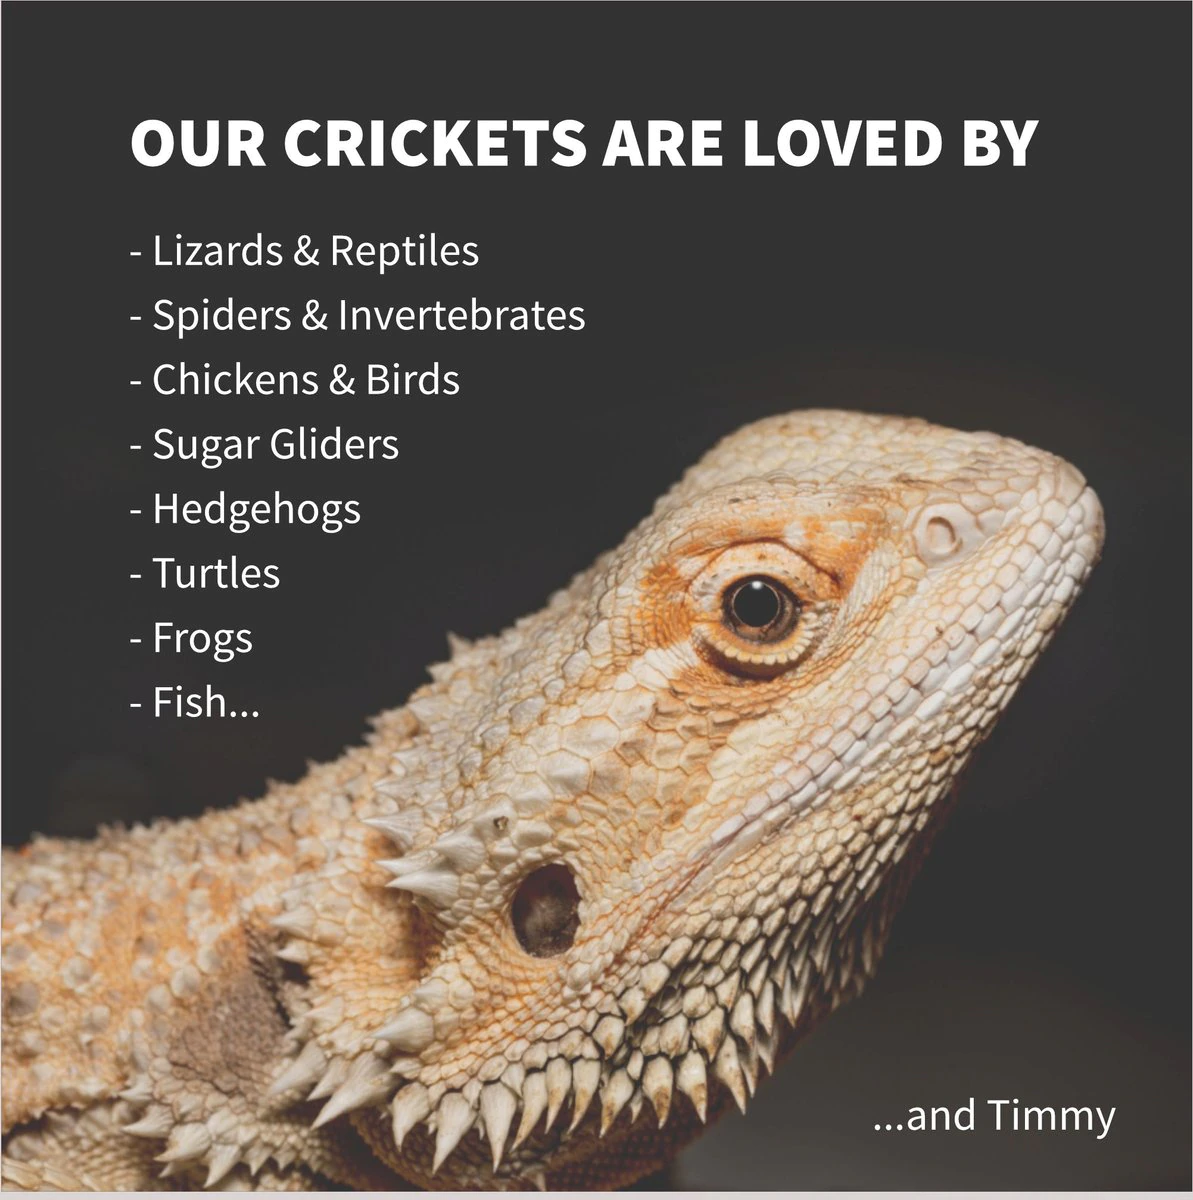 OUR CRICKETS ARE LOVED BY
- Lizards & Reptiles
- Spiders & Invertebrates
- Chickens & Birds
- Sugar Gliders
- Hedgehogs
- Turtles
- Frogs
- Fish...
...and Timmy